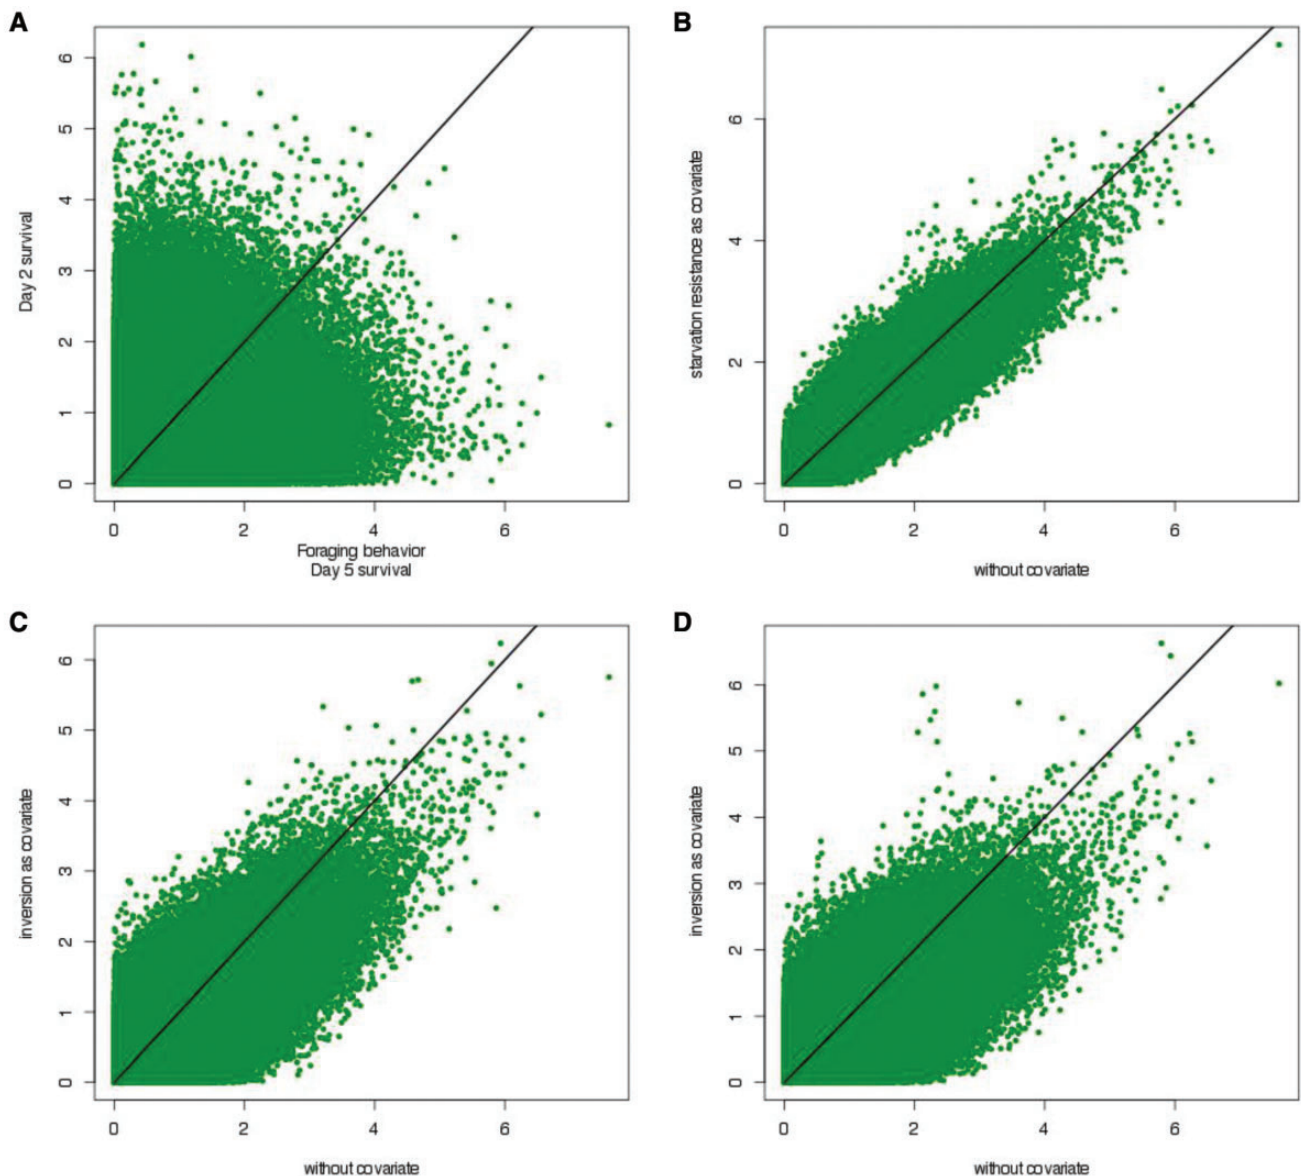 A
6
5
4
3
2
1
0
Day 2 survival
0 2 4 6
Foraging behavior
Day 5 survival
B
6
4
2
0
starvation resistance as covariate
0 2 4 6
without covariate
C
6
5
4
3
2
1
0
inversion as covariate
0 2 4 6
without covariate
D
6
5
4
3
2
1
0
inversion as covariate
0 2 4 6
without covariate